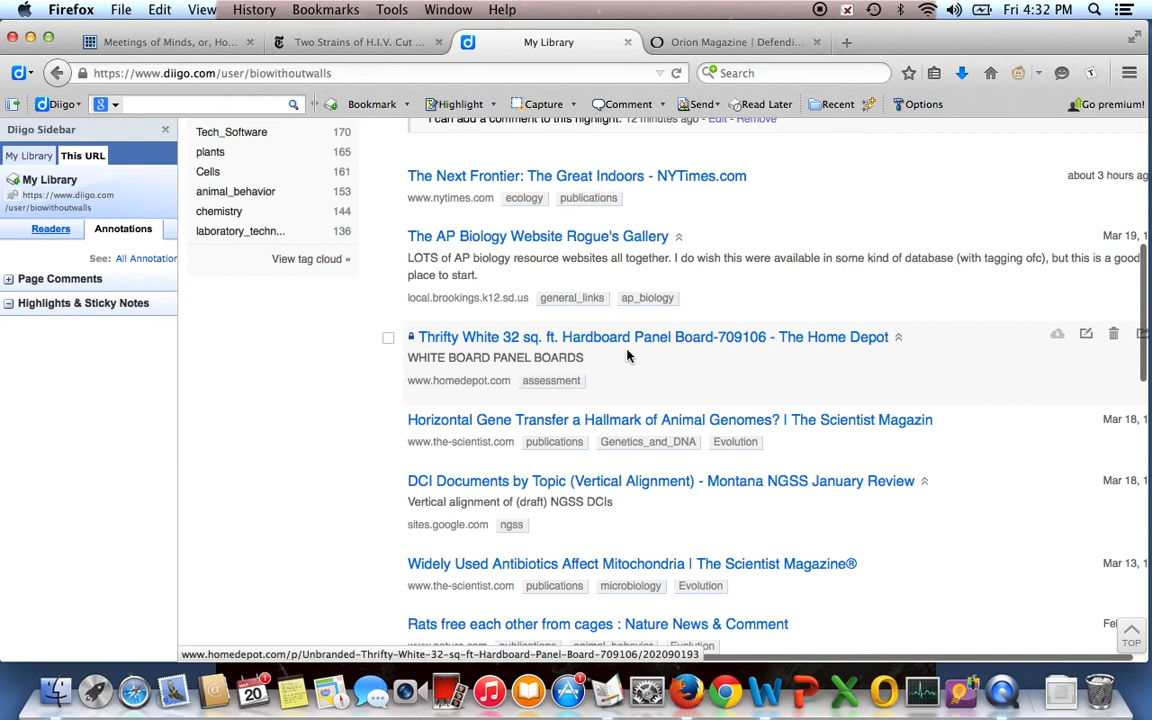 Firefox File Edit View History Bookmarks Tools Window Help Fri 4:32 PM
Meetings of Minds, or, Ho... Two Strains of H.I.V. Cut ... My Library Orion Magazine | Defendi...
https://www.diigo.com/user/biowithoutwalls Search
Diigo Bookmark Highlight Capture Comment Send Read Later Recent Options Go premium!
Diigo Sidebar
My Library This URL
My Library
https://www.diigo.com
/user/biowithoutwalls
Readers Annotations
See: All Annotation
Page Comments
Highlights & Sticky Notes
Tech_Software 170
plants 165
Cells 161
animal_behavior 153
chemistry 144
laboratory_techn... 136
View tag cloud »
I can add a comment to this highlight. 12 minutes ago - Edit - Remove
The Next Frontier: The Great Indoors - NYTimes.com about 3 hours ag
www.nytimes.com ecology publications
The AP Biology Website Rogue's Gallery Mar 19, 1
LOTS of AP biology resource websites all together. I do wish this were available in some kind of database (with tagging ofc), but this is a good
place to start.
local.brookings.k12.sd.us general_links ap_biology
Thrifty White 32 sq. ft. Hardboard Panel Board-709106 - The Home Depot
WHITE BOARD PANEL BOARDS
www.homedepot.com assessment
Horizontal Gene Transfer a Hallmark of Animal Genomes? | The Scientist Magazin Mar 18, 1
www.the-scientist.com publications Genetics_and_DNA Evolution
DCI Documents by Topic (Vertical Alignment) - Montana NGSS January Review Mar 18, 1
Vertical alignment of (draft) NGSS DCIs
sites.google.com ngss
Widely Used Antibiotics Affect Mitochondria | The Scientist Magazine® Mar 13, 1
www.the-scientist.com publications microbiology Evolution
Rats free each other from cages : Nature News & Comment Fe
www.nature.com publications animal_behavior Evolution
TOP
www.homedepot.com/p/Unbranded-Thrifty-White-32-sq-ft-Hardboard-Panel-Board-709106/202090193
20